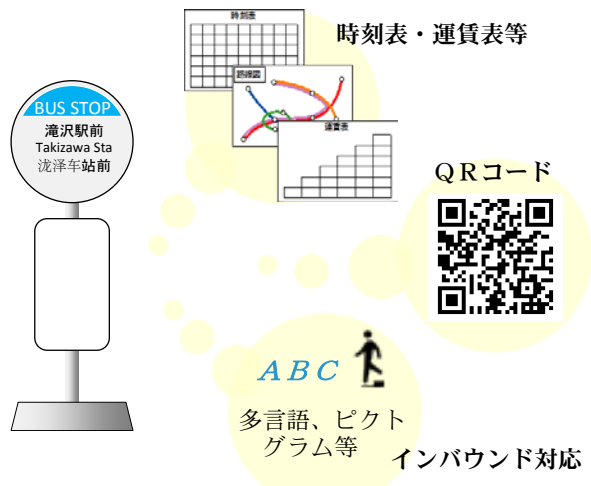 時刻表
路線図
運賃表
時刻表・運賃表等
BUS STOP
滝沢駅前
Takizawa Sta
泷泽车站前
QRコード
ABC
多言語、ピクト
グラム等
インバウンド対応